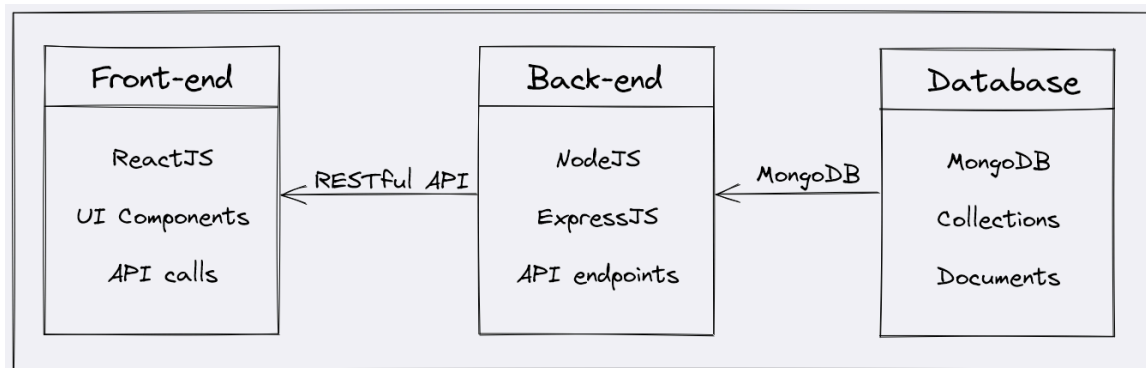 Front-end
ReactJS
UI Components
API calls
RESTful API
Back-end
NodeJS
ExpressJS
API endpoints
MongoDB
Database
MongoDB
Collections
Documents